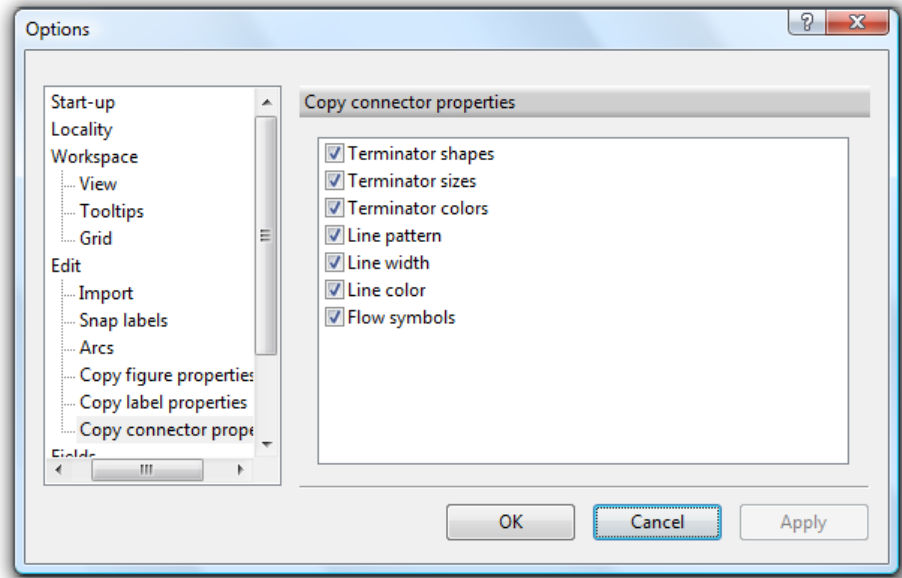 Options
?
X
Start-up
Locality
Workspace
View
Tooltips
Grid
Edit
Import
Snap labels
Arcs
Copy figure properties
Copy label properties
Copy connector prope
Fields
Copy connector properties
Terminator shapes
Terminator sizes
Terminator colors
Line pattern
Line width
Line color
Flow symbols
OK
Cancel
Apply